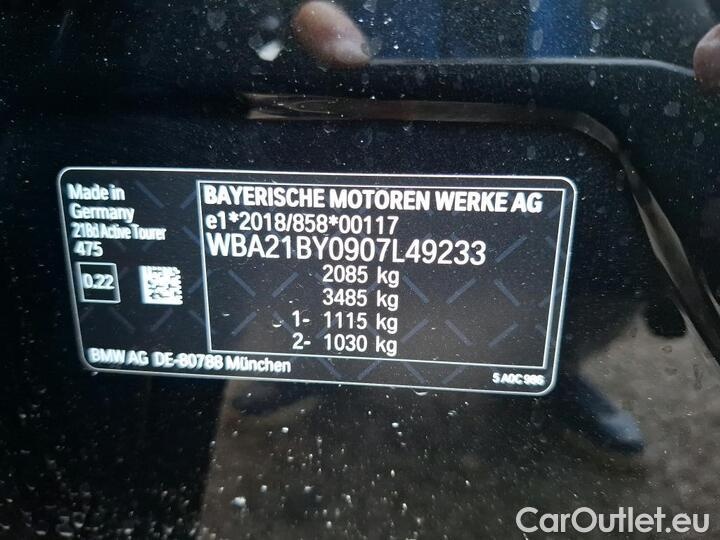 Made in
Germany
218d Active Tourer
475
0.22
BAYERISCHE MOTOREN WERKE AG
e1*2018/858*00117
WBA21BY0907L49233
2085 kg
3485 kg
1- 1115 kg
2- 1030 kg
BMW AG DE-80788 München
5 A0C 986
CarOutlet.eu